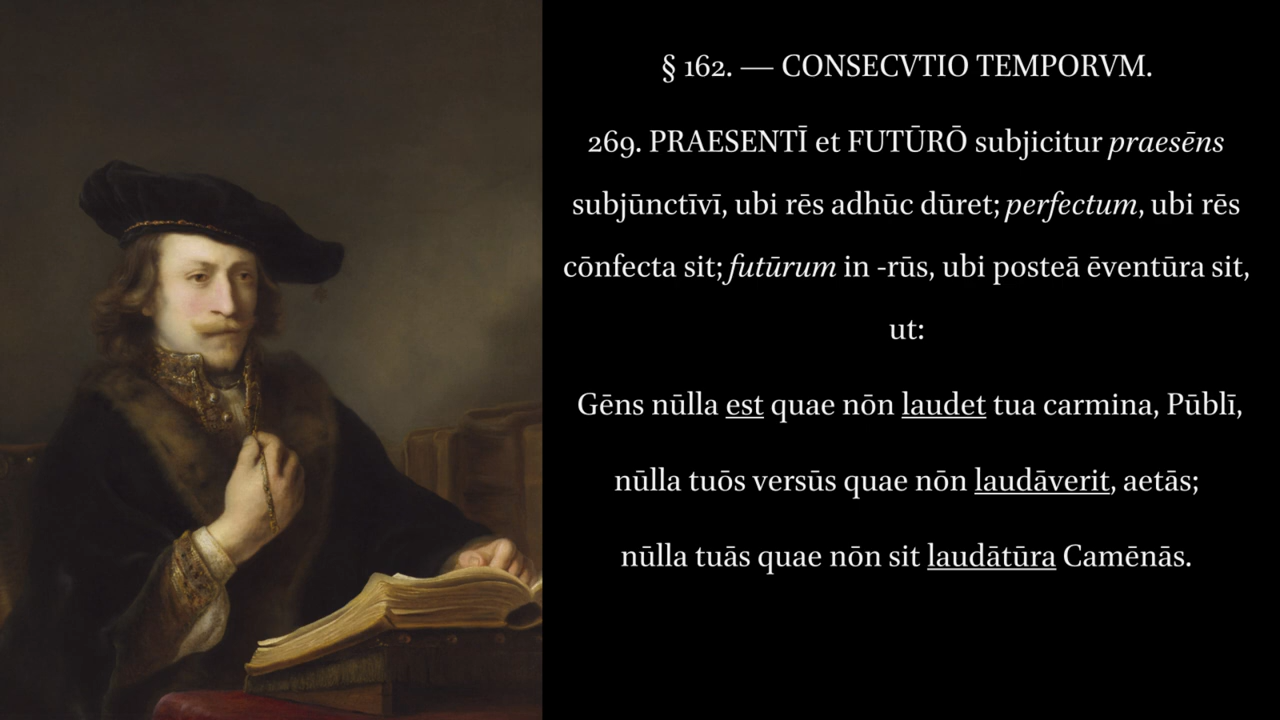 § 162. — CONSECVTIO TEMPORVM.
269. PRAESENTĪ et FUTŪRŌ subjicitur praesēns
subjūnctīvī, ubi rēs adhūc dūret; perfectum, ubi rēs
cōnfecta sit; futūrum in -rūs, ubi posteā ēventūra sit,
ut:
Gēns nūlla est quae nōn laudet tua carmina, Pūblī,
nūlla tuōs versūs quae nōn laudāverit, aetās;
nūlla tuās quae nōn sit laudātūra Camēnās.